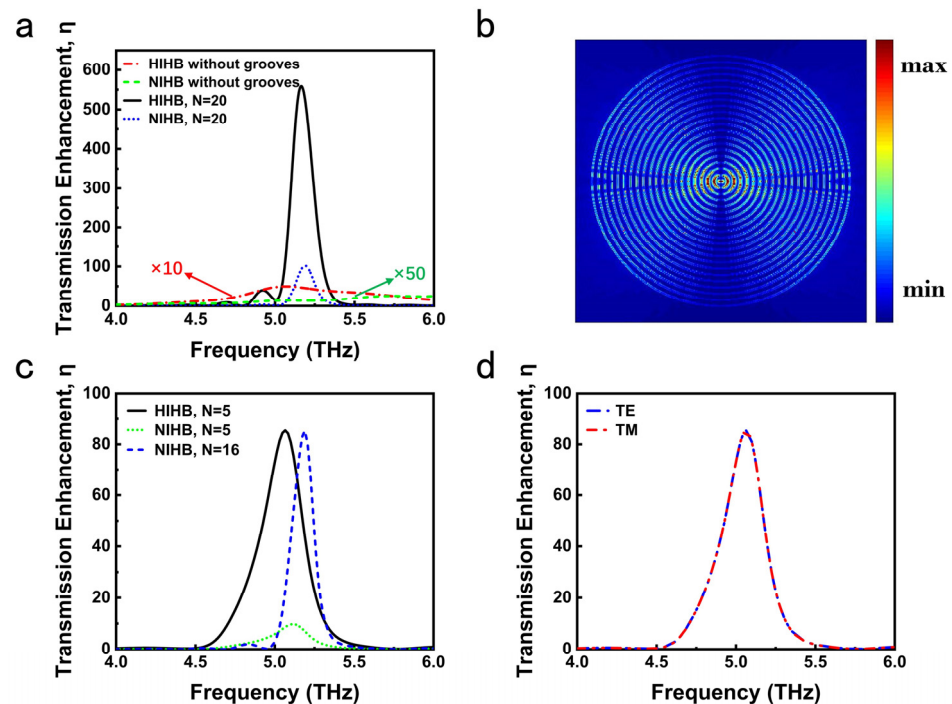 a
Transmission Enhancement, η
600
500
400
300
200
100
0
HIHB without grooves
NIHB without grooves
HIHB, N=20
NIHB, N=20
×10
×50
4.0 4.5 5.0 5.5 6.0
Frequency (THz)
b
max
min
c
Transmission Enhancement, η
100
80
60
40
20
0
HIHB, N=5
NIHB, N=5
NIHB, N=16
4.0 4.5 5.0 5.5 6.0
Frequency (THz)
d
Transmission Enhancement, η
100
80
60
40
20
0
TE
TM
4.0 4.5 5.0 5.5 6.0
Frequency (THz)